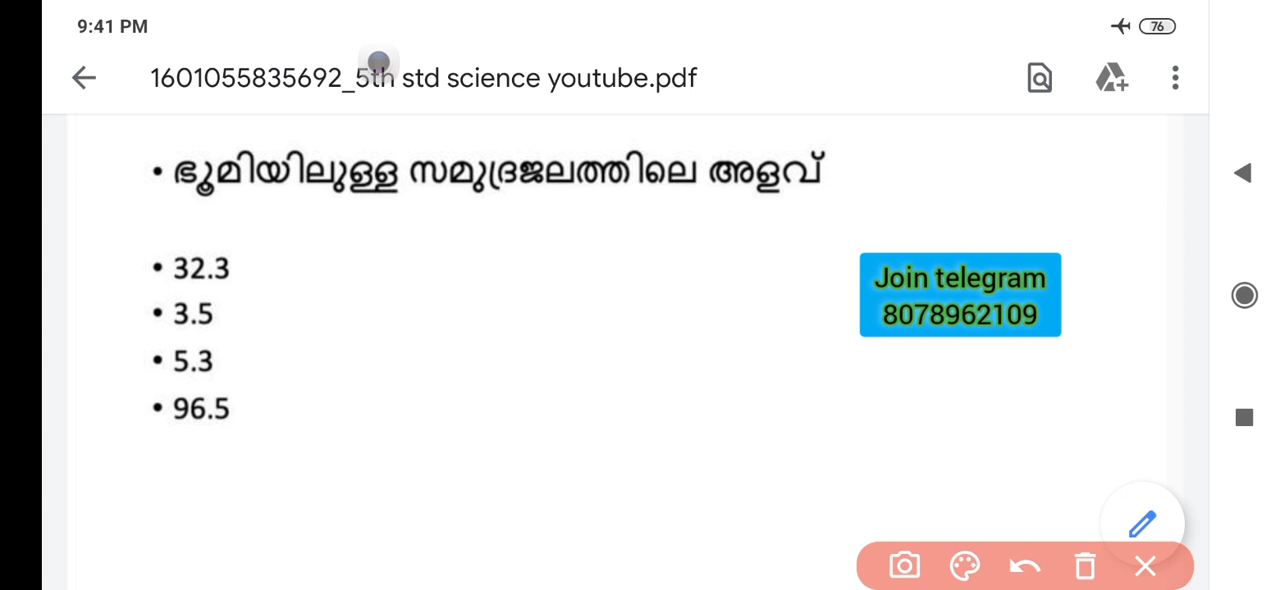 9:41 PM
76
1601055835692_5th std science youtube.pdf
• ഭൂമിയിലുള്ള സമുദ്രജലത്തിലെ അളവ്
• 32.3
• 3.5
• 5.3
• 96.5
Join telegram
8078962109